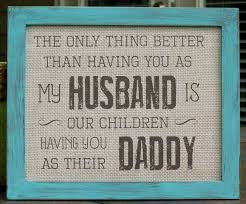 THE ONLY THING BETTER
THAN HAVING YOU AS
MY HUSBAND IS
OUR CHILDREN
HAVING YOU
AS THEIR DADDY